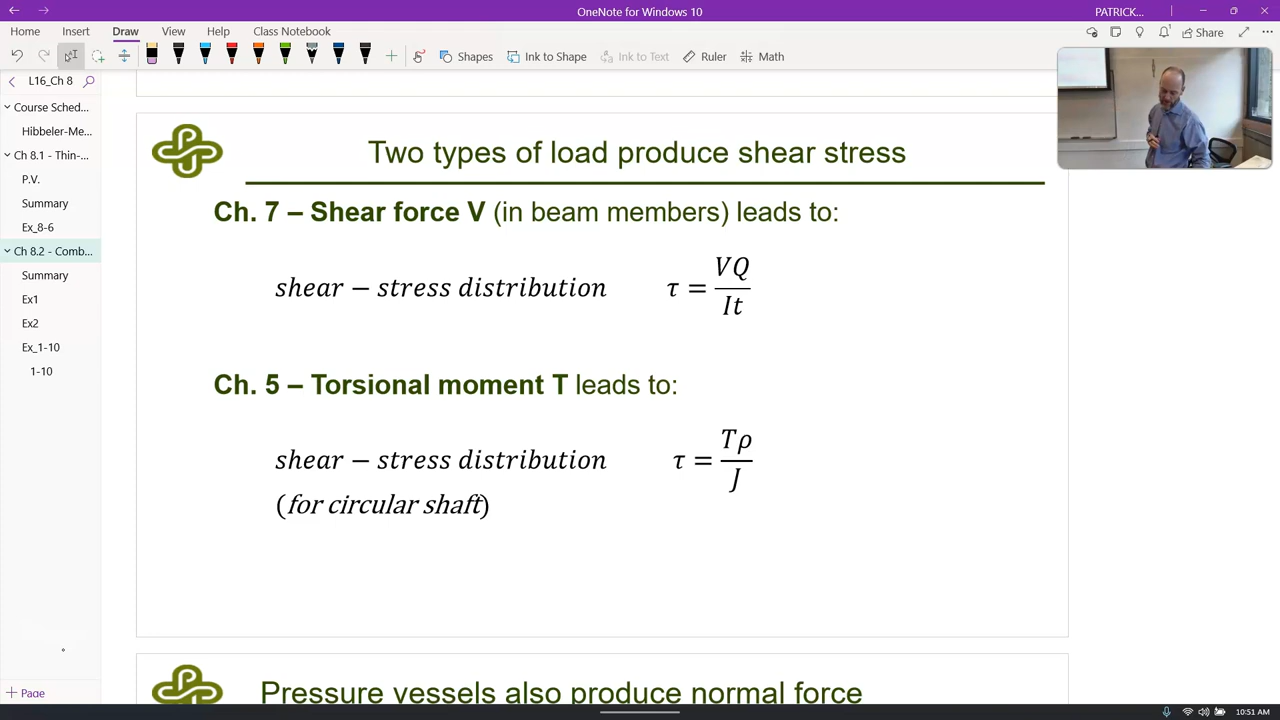 OneNote for Windows 10
PATRICK...
Home Insert Draw View Help Class Notebook
Shapes Ink to Shape Ink to Text Ruler Math Share
L16_Ch 8
Course Sched...
Hibbeler-Me...
Ch 8.1 - Thin-...
P.V.
Summary
Ex_8-6
Ch 8.2 - Comb...
Summary
Ex1
Ex2
Ex_1-10
1-10
+ Page
Two types of load produce shear stress
Ch. 7 – Shear force V (in beam members) leads to:
shear − stress distribution τ = VQ/It
Ch. 5 – Torsional moment T leads to:
shear − stress distribution τ = Tρ/J
(for circular shaft)
Pressure vessels also produce normal force
10:51 AM